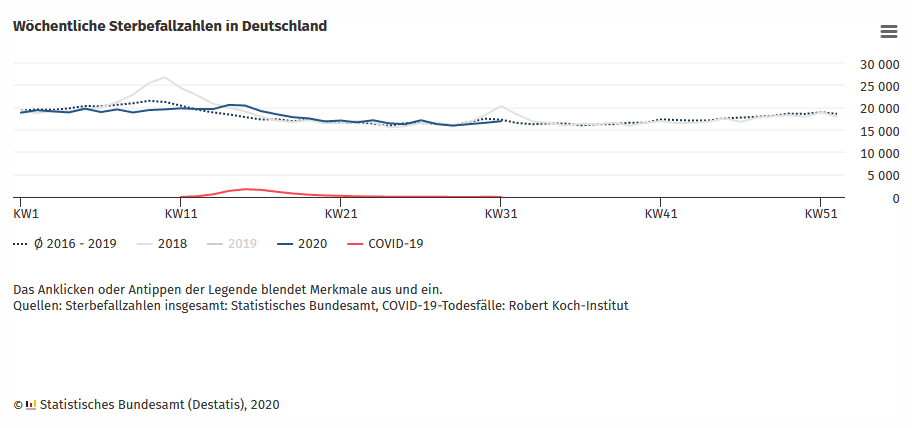 Wöchentliche Sterbefallzahlen in Deutschland
30 000
25 000
20 000
15 000
10 000
5 000
0
KW1 KW11 KW21 KW31 KW41 KW51
Ø 2016 - 2019 2018 2019 2020 COVID-19
Das Anklicken oder Antippen der Legende blendet Merkmale aus und ein.
Quellen: Sterbefallzahlen insgesamt: Statistisches Bundesamt, COVID-19-Todesfälle: Robert Koch-Institut
© Statistisches Bundesamt (Destatis), 2020